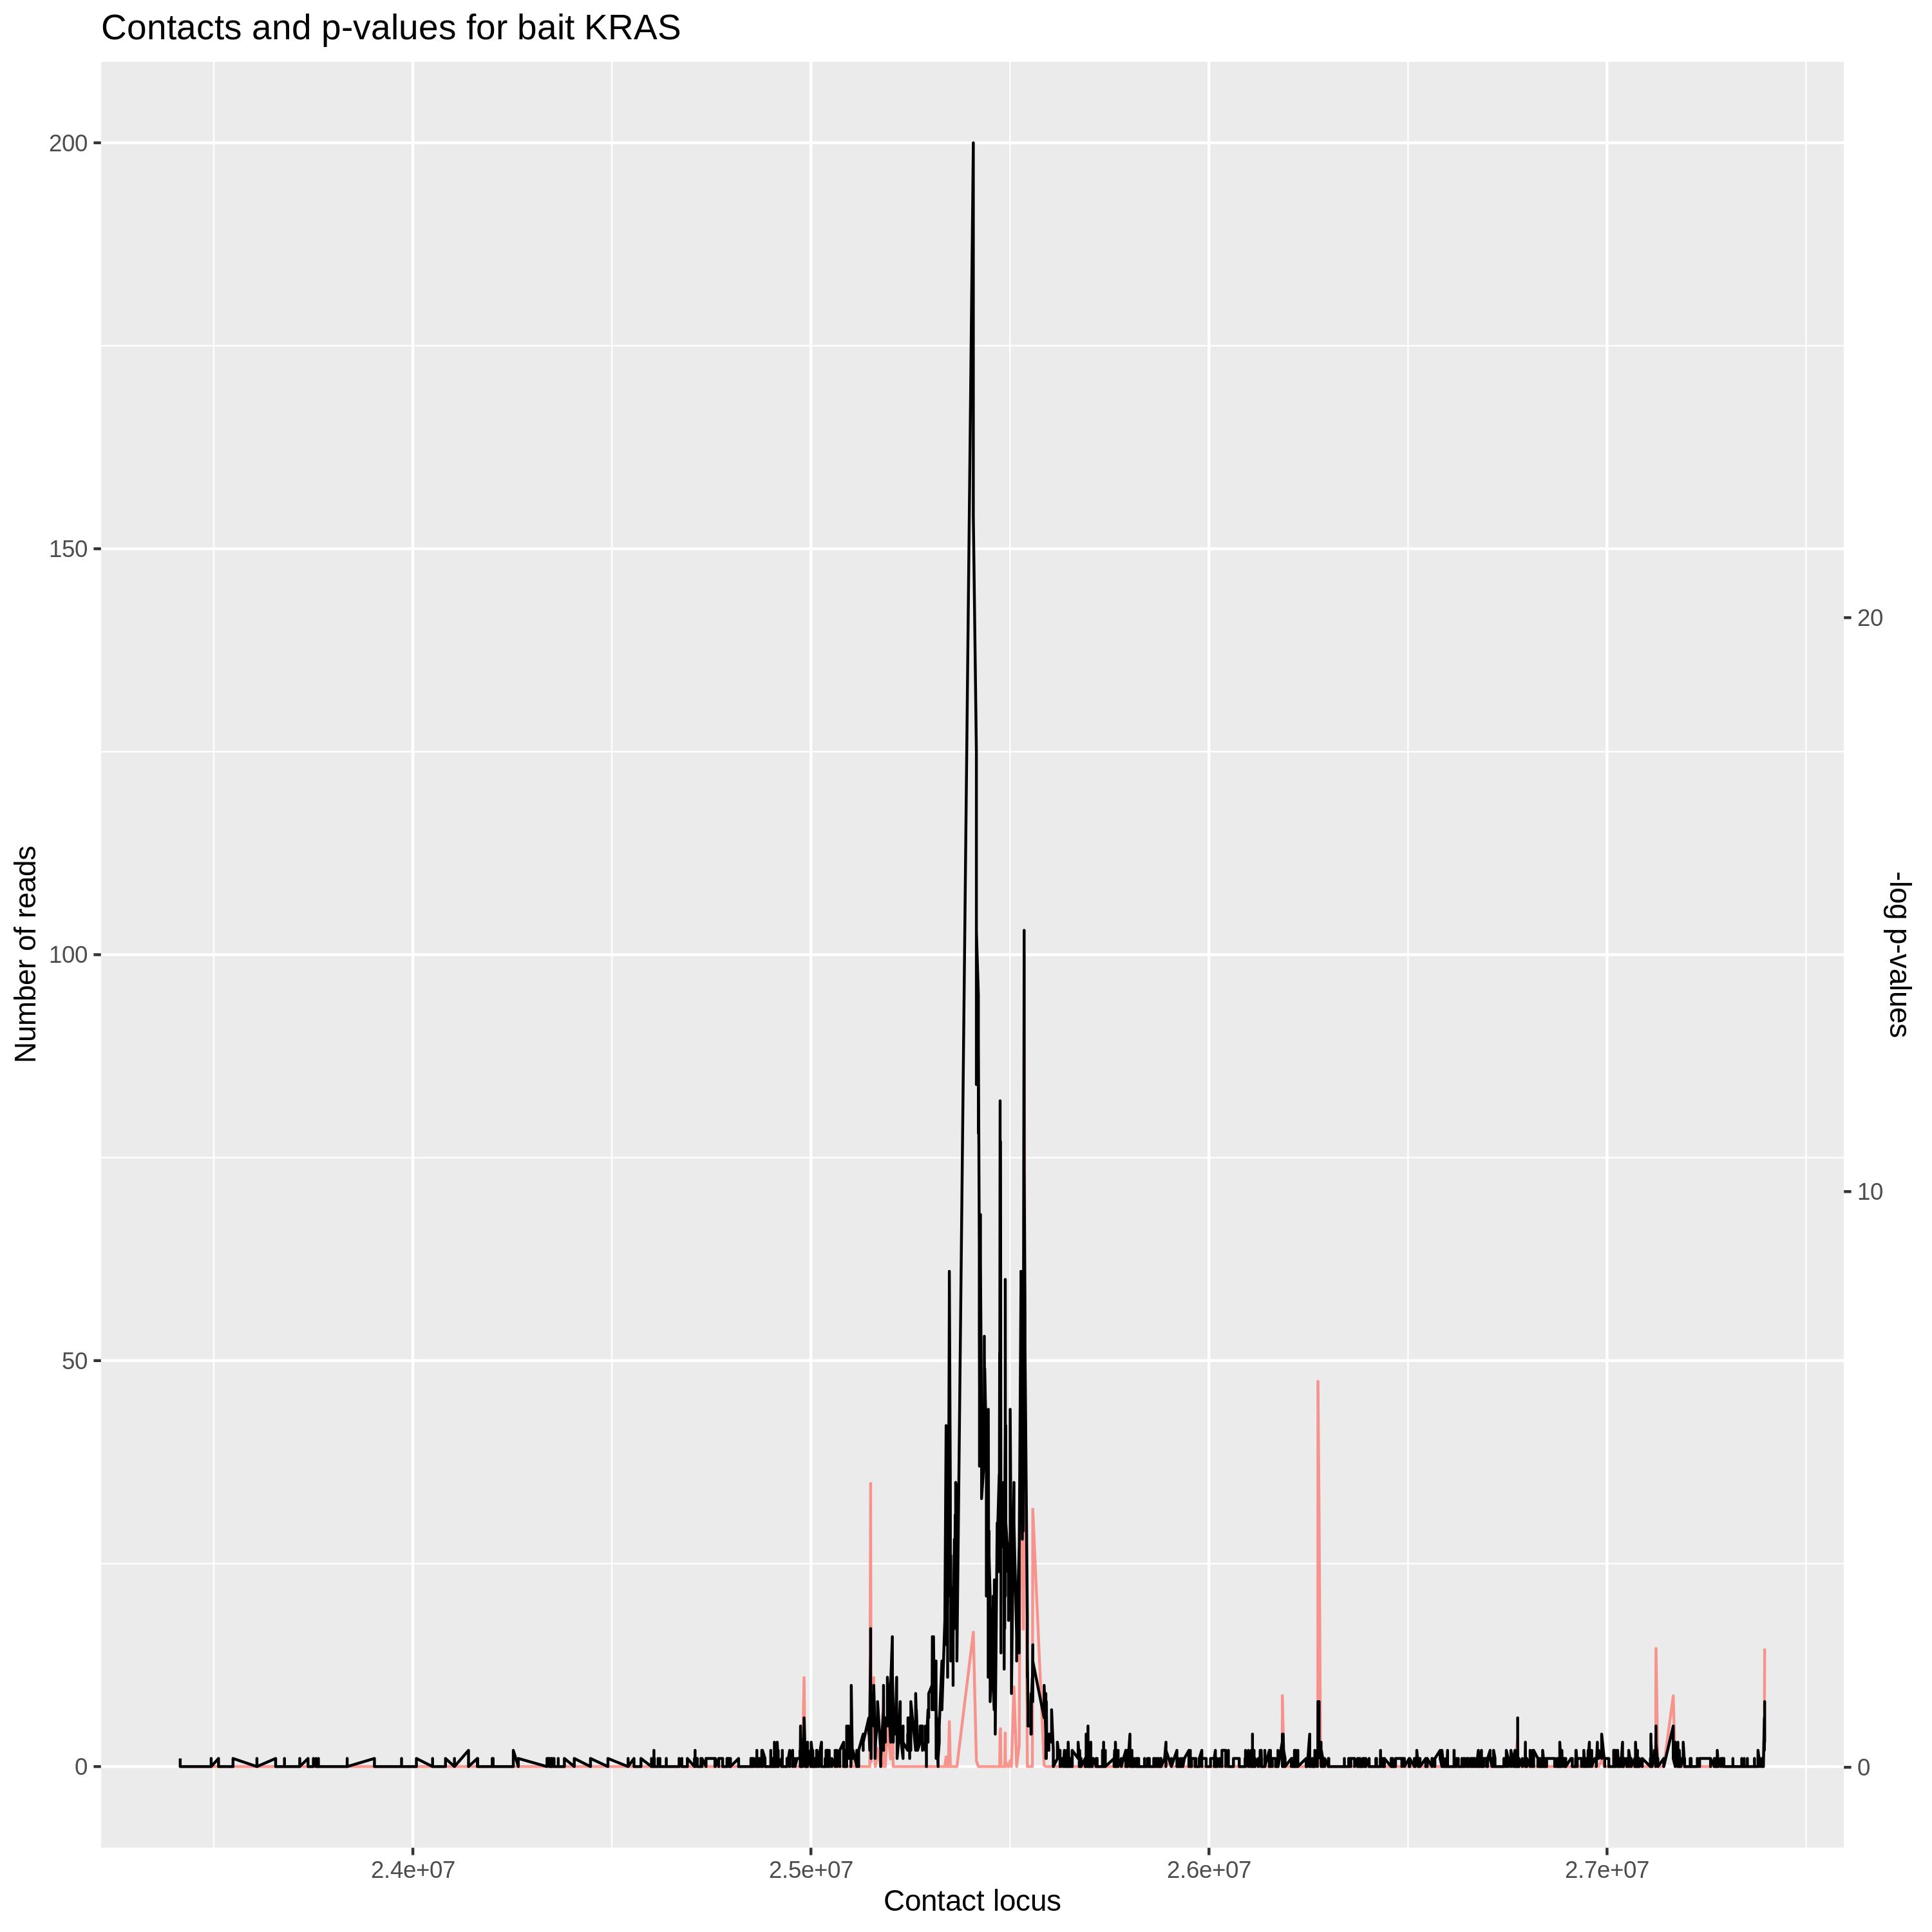 Contacts and p-values for bait KRAS
200
150
100
50
0
Number of reads
20
10
0
-log p-values
2.4e+07
2.5e+07
2.6e+07
2.7e+07
Contact locus